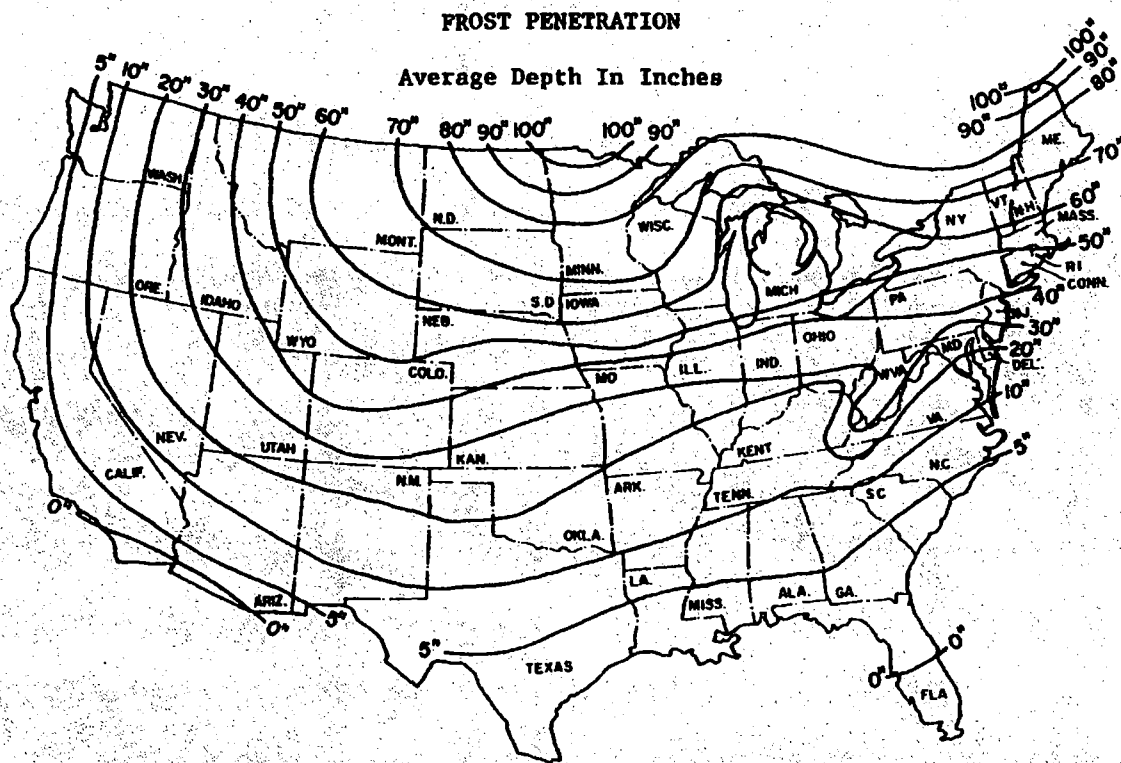 FROST PENETRATION
Average Depth In Inches
5" 10" 20" 30" 40" 50" 60" 70" 80" 90" 100" 100" 90"
100"
90"
80"
100"
90"
70"
60"
50"
40"
30"
20"
10"
5"
WASH.
MONT.
N.D.
MINN.
WISC.
MICH
NY
VT.
N.H.
ME.
MASS.
RI
CONN.
ORE
IDAHO
WYO
S.D
IOWA
NEB.
PA
N.J.
OHIO
MD
DEL.
COLO.
MO
ILL.
IND.
W.VA
VA.
NEV.
UTAH
CALIF.
KAN.
KENT
N.C.
N.M.
ARK.
TENN.
S.C
OKLA.
0"
ARIZ.
0"
5"
LA.
MISS.
ALA.
GA.
5"
TEXAS
0"
0"
FLA